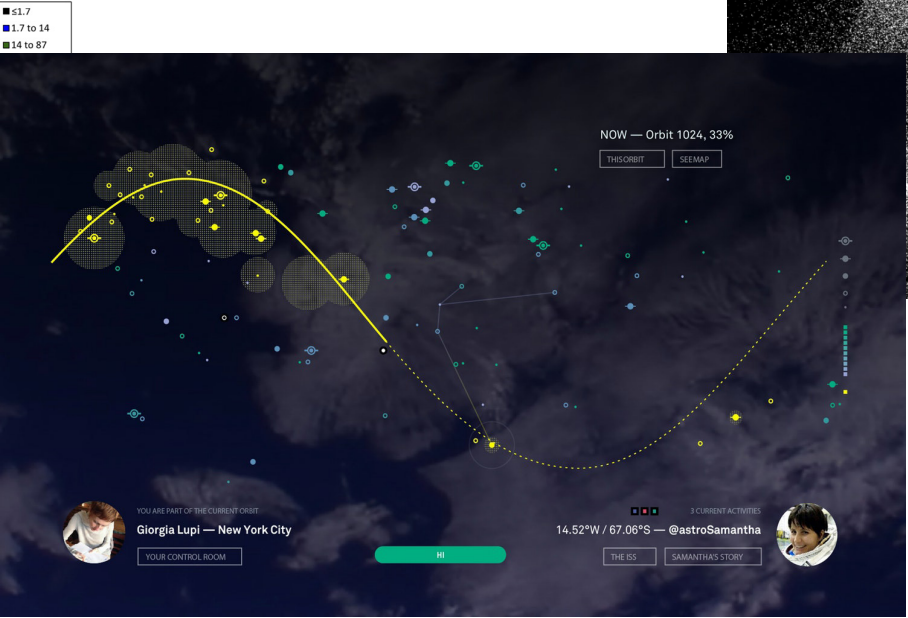 ≤1.7
1.7 to 14
14 to 87
NOW — Orbit 1024, 33%
THISORBIT
SEEMAP
YOU ARE PART OF THE CURRENT ORBIT
Giorgia Lupi — New York City
YOUR CONTROL ROOM
HI
3 CURRENT ACTIVITIES
14.52°W / 67.06°S — @astroSamantha
THE ISS
SAMANTHA'S STORY